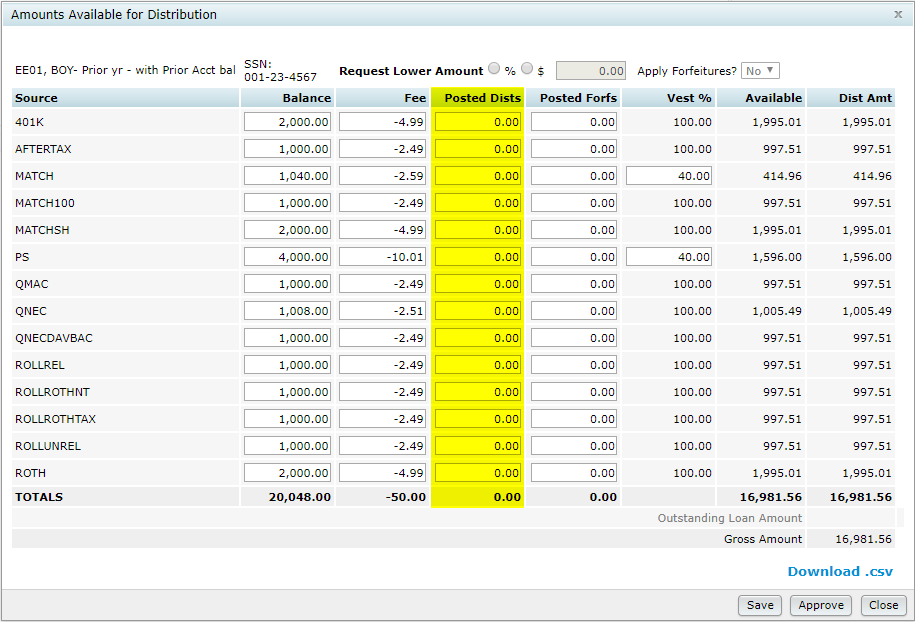 Amounts Available for Distribution x
EE01, BOY- Prior yr - with Prior Acct bal SSN: 001-23-4567 Request Lower Amount % $ 0.00 Apply Forfeitures? No ▼
Source Balance Fee Posted Dists Posted Forfs Vest % Available Dist Amt
401K 2,000.00 -4.99 0.00 0.00 100.00 1,995.01 1,995.01
AFTERTAX 1,000.00 -2.49 0.00 0.00 100.00 997.51 997.51
MATCH 1,040.00 -2.59 0.00 0.00 40.00 414.96 414.96
MATCH100 1,000.00 -2.49 0.00 0.00 100.00 997.51 997.51
MATCHSH 2,000.00 -4.99 0.00 0.00 100.00 1,995.01 1,995.01
PS 4,000.00 -10.01 0.00 0.00 40.00 1,596.00 1,596.00
QMAC 1,000.00 -2.49 0.00 0.00 100.00 997.51 997.51
QNEC 1,008.00 -2.51 0.00 0.00 100.00 1,005.49 1,005.49
QNECDAVBAC 1,000.00 -2.49 0.00 0.00 100.00 997.51 997.51
ROLLREL 1,000.00 -2.49 0.00 0.00 100.00 997.51 997.51
ROLLROTHNT 1,000.00 -2.49 0.00 0.00 100.00 997.51 997.51
ROLLROTHTAX 1,000.00 -2.49 0.00 0.00 100.00 997.51 997.51
ROLLUNREL 1,000.00 -2.49 0.00 0.00 100.00 997.51 997.51
ROTH 2,000.00 -4.99 0.00 0.00 100.00 1,995.01 1,995.01
TOTALS 20,048.00 -50.00 0.00 0.00 16,981.56 16,981.56
Outstanding Loan Amount
Gross Amount 16,981.56
Download .csv
Save Approve Close